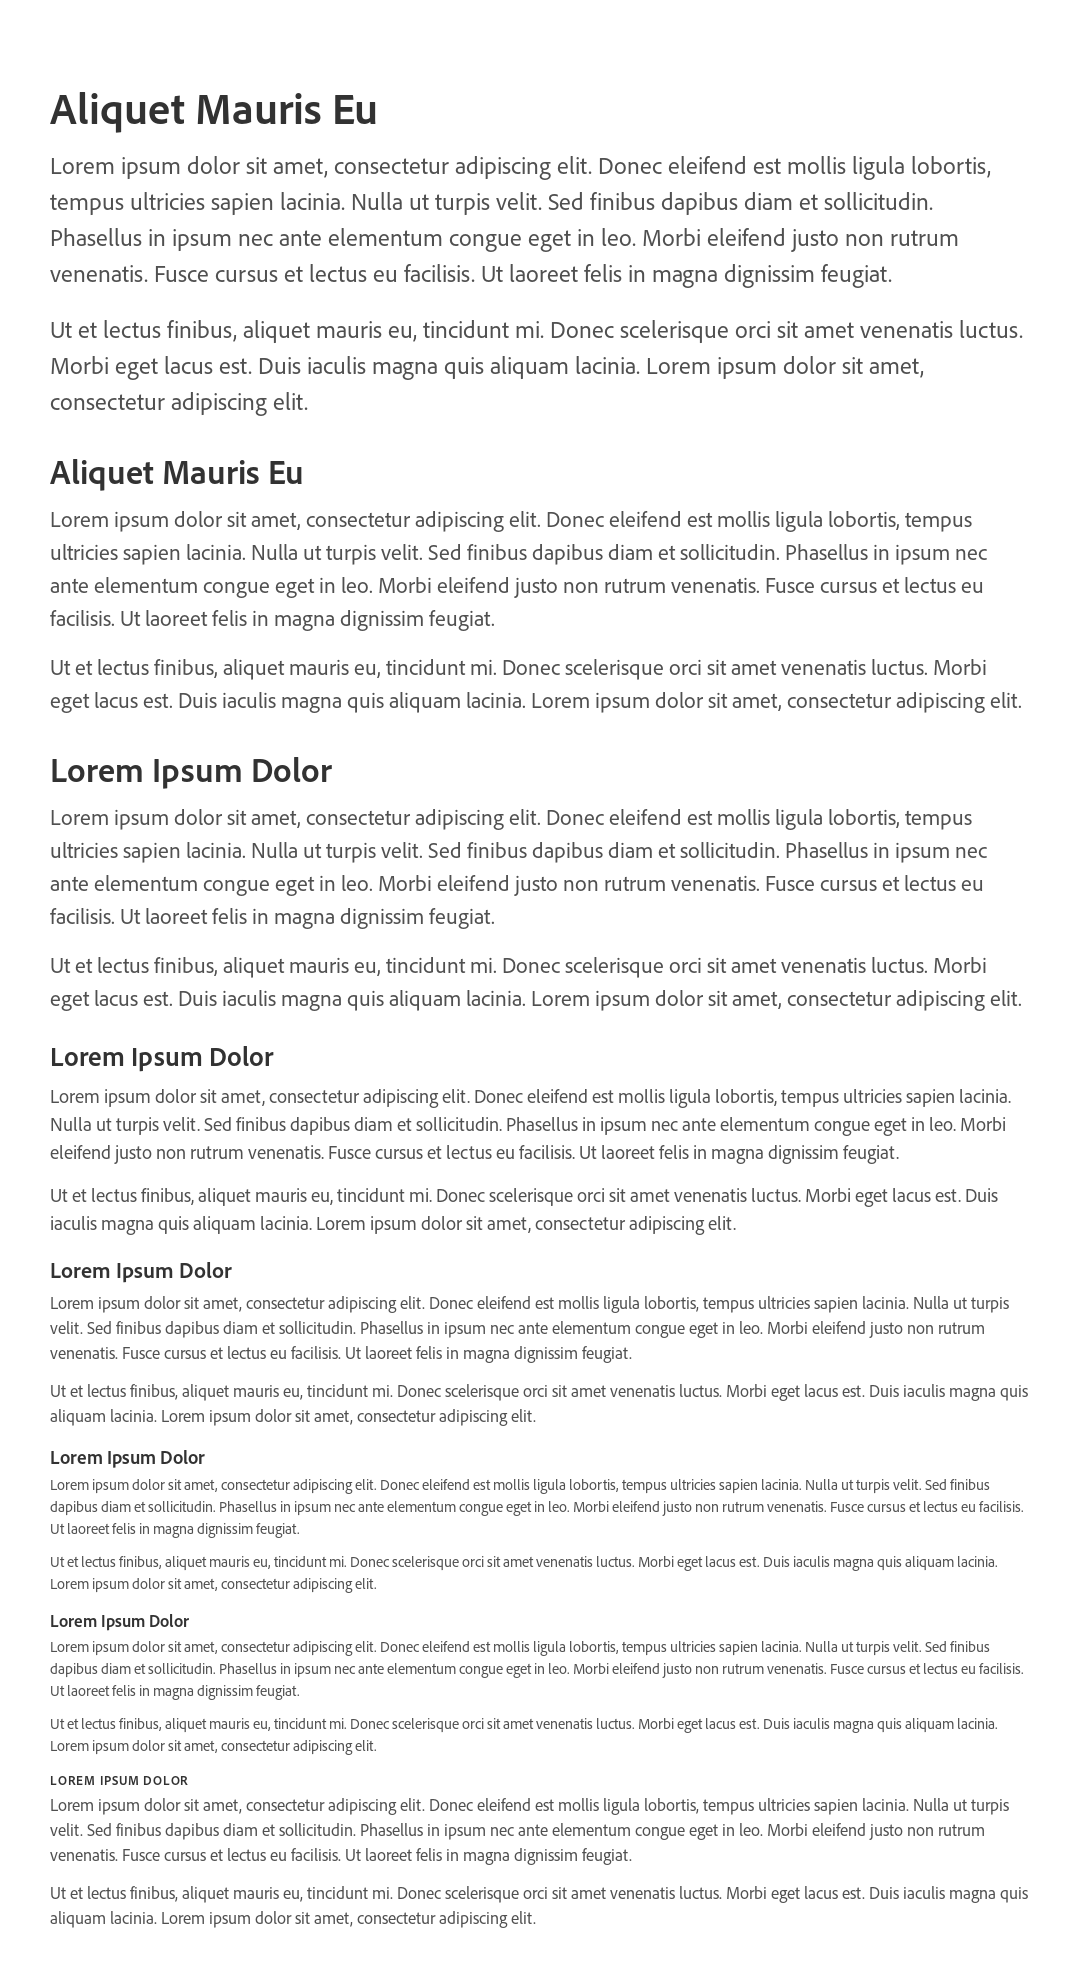 Aliquet Mauris Eu
Lorem ipsum dolor sit amet, consectetur adipiscing elit. Donec eleifend est mollis ligula lobortis,
tempus ultricies sapien lacinia. Nulla ut turpis velit. Sed finibus dapibus diam et sollicitudin.
Phasellus in ipsum nec ante elementum congue eget in leo. Morbi eleifend justo non rutrum
venenatis. Fusce cursus et lectus eu facilisis. Ut laoreet felis in magna dignissim feugiat.
Ut et lectus finibus, aliquet mauris eu, tincidunt mi. Donec scelerisque orci sit amet venenatis luctus.
Morbi eget lacus est. Duis iaculis magna quis aliquam lacinia. Lorem ipsum dolor sit amet,
consectetur adipiscing elit.
Aliquet Mauris Eu
Lorem ipsum dolor sit amet, consectetur adipiscing elit. Donec eleifend est mollis ligula lobortis, tempus
ultricies sapien lacinia. Nulla ut turpis velit. Sed finibus dapibus diam et sollicitudin. Phasellus in ipsum nec
ante elementum congue eget in leo. Morbi eleifend justo non rutrum venenatis. Fusce cursus et lectus eu
facilisis. Ut laoreet felis in magna dignissim feugiat.
Ut et lectus finibus, aliquet mauris eu, tincidunt mi. Donec scelerisque orci sit amet venenatis luctus. Morbi
eget lacus est. Duis iaculis magna quis aliquam lacinia. Lorem ipsum dolor sit amet, consectetur adipiscing elit.
Lorem Ipsum Dolor
Lorem ipsum dolor sit amet, consectetur adipiscing elit. Donec eleifend est mollis ligula lobortis, tempus
ultricies sapien lacinia. Nulla ut turpis velit. Sed finibus dapibus diam et sollicitudin. Phasellus in ipsum nec
ante elementum congue eget in leo. Morbi eleifend justo non rutrum venenatis. Fusce cursus et lectus eu
facilisis. Ut laoreet felis in magna dignissim feugiat.
Ut et lectus finibus, aliquet mauris eu, tincidunt mi. Donec scelerisque orci sit amet venenatis luctus. Morbi
eget lacus est. Duis iaculis magna quis aliquam lacinia. Lorem ipsum dolor sit amet, consectetur adipiscing elit.
Lorem Ipsum Dolor
Lorem ipsum dolor sit amet, consectetur adipiscing elit. Donec eleifend est mollis ligula lobortis, tempus ultricies sapien lacinia.
Nulla ut turpis velit. Sed finibus dapibus diam et sollicitudin. Phasellus in ipsum nec ante elementum congue eget in leo. Morbi
eleifend justo non rutrum venenatis. Fusce cursus et lectus eu facilisis. Ut laoreet felis in magna dignissim feugiat.
Ut et lectus finibus, aliquet mauris eu, tincidunt mi. Donec scelerisque orci sit amet venenatis luctus. Morbi eget lacus est. Duis
iaculis magna quis aliquam lacinia. Lorem ipsum dolor sit amet, consectetur adipiscing elit.
Lorem Ipsum Dolor
Lorem ipsum dolor sit amet, consectetur adipiscing elit. Donec eleifend est mollis ligula lobortis, tempus ultricies sapien lacinia. Nulla ut turpis
velit. Sed finibus dapibus diam et sollicitudin. Phasellus in ipsum nec ante elementum congue eget in leo. Morbi eleifend justo non rutrum
venenatis. Fusce cursus et lectus eu facilisis. Ut laoreet felis in magna dignissim feugiat.
Ut et lectus finibus, aliquet mauris eu, tincidunt mi. Donec scelerisque orci sit amet venenatis luctus. Morbi eget lacus est. Duis iaculis magna quis
aliquam lacinia. Lorem ipsum dolor sit amet, consectetur adipiscing elit.
Lorem Ipsum Dolor
Lorem ipsum dolor sit amet, consectetur adipiscing elit. Donec eleifend est mollis ligula lobortis, tempus ultricies sapien lacinia. Nulla ut turpis velit. Sed finibus
dapibus diam et sollicitudin. Phasellus in ipsum nec ante elementum congue eget in leo. Morbi eleifend justo non rutrum venenatis. Fusce cursus et lectus eu facilisis.
Ut laoreet felis in magna dignissim feugiat.
Ut et lectus finibus, aliquet mauris eu, tincidunt mi. Donec scelerisque orci sit amet venenatis luctus. Morbi eget lacus est. Duis iaculis magna quis aliquam lacinia.
Lorem ipsum dolor sit amet, consectetur adipiscing elit.
Lorem Ipsum Dolor
Lorem ipsum dolor sit amet, consectetur adipiscing elit. Donec eleifend est mollis ligula lobortis, tempus ultricies sapien lacinia. Nulla ut turpis velit. Sed finibus
dapibus diam et sollicitudin. Phasellus in ipsum nec ante elementum congue eget in leo. Morbi eleifend justo non rutrum venenatis. Fusce cursus et lectus eu facilisis.
Ut laoreet felis in magna dignissim feugiat.
Ut et lectus finibus, aliquet mauris eu, tincidunt mi. Donec scelerisque orci sit amet venenatis luctus. Morbi eget lacus est. Duis iaculis magna quis aliquam lacinia.
Lorem ipsum dolor sit amet, consectetur adipiscing elit.
LOREM IPSUM DOLOR
Lorem ipsum dolor sit amet, consectetur adipiscing elit. Donec eleifend est mollis ligula lobortis, tempus ultricies sapien lacinia. Nulla ut turpis
velit. Sed finibus dapibus diam et sollicitudin. Phasellus in ipsum nec ante elementum congue eget in leo. Morbi eleifend justo non rutrum
venenatis. Fusce cursus et lectus eu facilisis. Ut laoreet felis in magna dignissim feugiat.
Ut et lectus finibus, aliquet mauris eu, tincidunt mi. Donec scelerisque orci sit amet venenatis luctus. Morbi eget lacus est. Duis iaculis magna quis
aliquam lacinia. Lorem ipsum dolor sit amet, consectetur adipiscing elit.